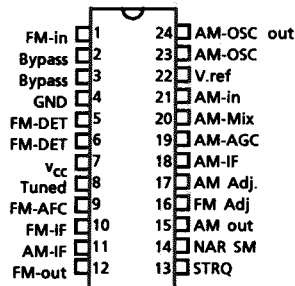 FM-in 1 24 AM-OSC out
Bypass 2 23 AM-OSC
Bypass 3 22 V.ref
GND 4 21 AM-in
FM-DET 5 20 AM-Mix
FM-DET 6 19 AM-AGC
Vcc 7 18 AM-IF
Tuned 8 17 AM Adj.
FM-AFC 9 16 FM Adj
FM-IF 10 15 AM out
AM-IF 11 14 NAR SM
FM-out 12 13 STRQ